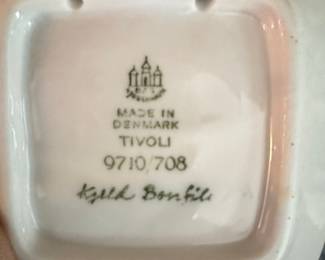 MADE IN
DENMARK
TIVOLI
9710/708
Kjeld Bonfils